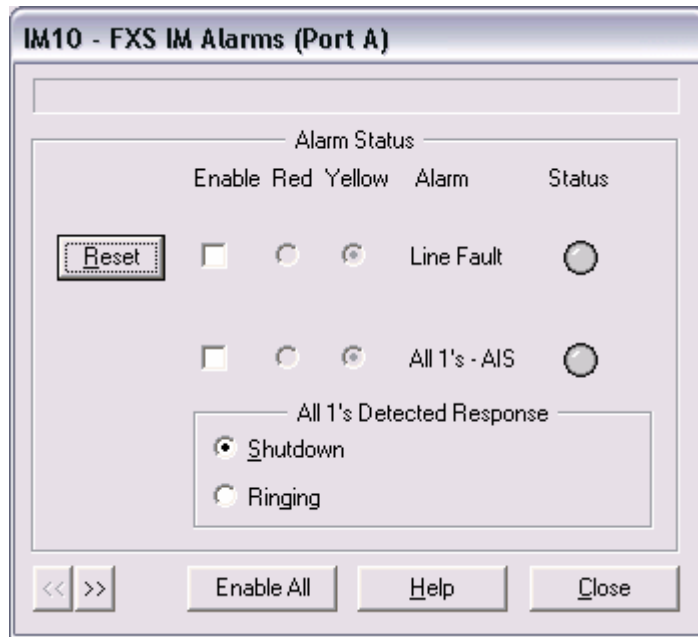 IM10 - FXS IM Alarms (Port A)
Alarm Status
Enable Red Yellow Alarm Status
Reset Line Fault
All 1's - AIS
All 1's Detected Response
Shutdown
Ringing
<< >> Enable All Help Close